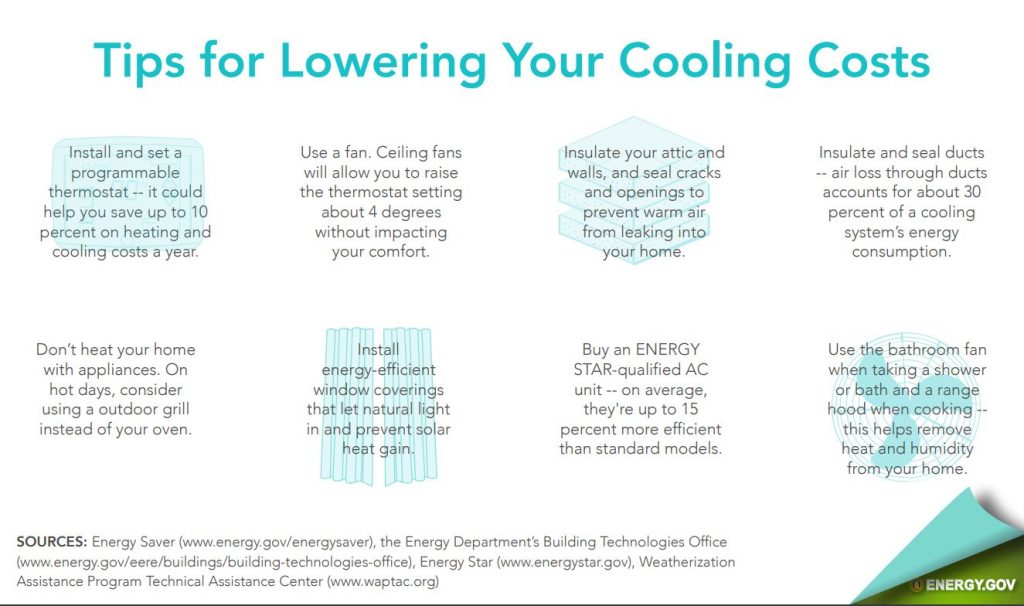 Tips for Lowering Your Cooling Costs
Install and set a
programmable
thermostat -- it could
help you save up to 10
percent on heating and
cooling costs a year.
Use a fan. Ceiling fans
will allow you to raise
the thermostat setting
about 4 degrees
without impacting
your comfort.
Insulate your attic and
walls, and seal cracks
and openings to
prevent warm air
from leaking into
your home.
Insulate and seal ducts
-- air loss through ducts
accounts for about 30
percent of a cooling
system's energy
consumption.
Don't heat your home
with appliances. On
hot days, consider
using a outdoor grill
instead of your oven.
Install
energy-efficient
window coverings
that let natural light
in and prevent solar
heat gain.
Buy an ENERGY
STAR-qualified AC
unit -- on average,
they're up to 15
percent more efficient
than standard models.
Use the bathroom fan
when taking a shower
or bath and a range
hood when cooking --
this helps remove
heat and humidity
from your home.
SOURCES: Energy Saver (www.energy.gov/energysaver), the Energy Department's Building Technologies Office
(www.energy.gov/eere/buildings/building-technologies-office), Energy Star (www.energystar.gov), Weatherization
Assistance Program Technical Assistance Center (www.waptac.org)
ENERGY.GOV